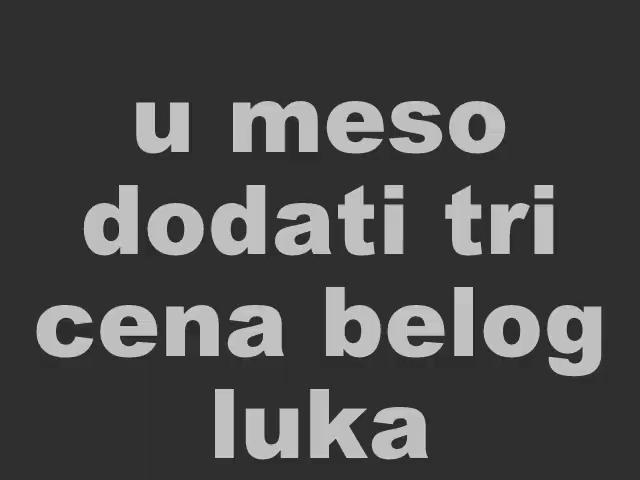 u meso
dodati tri
cena belog
luka